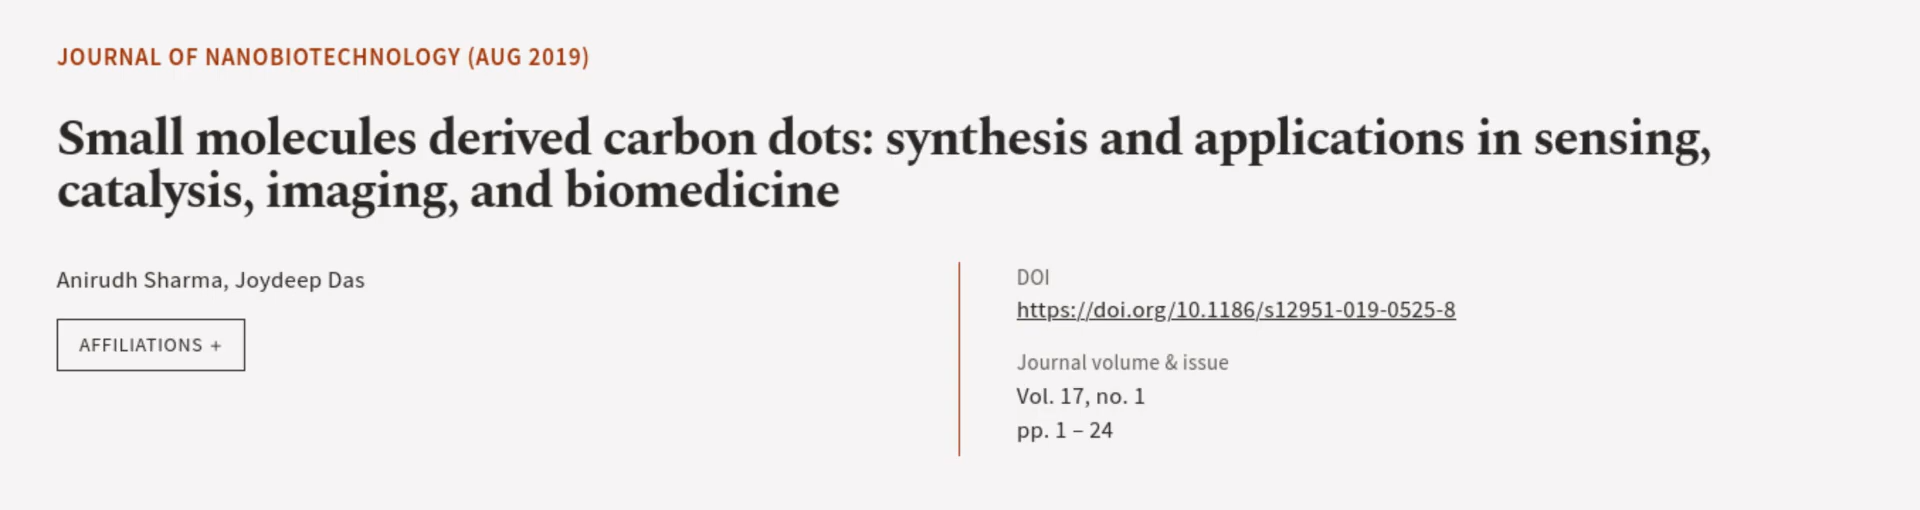 JOURNAL OF NANOBIOTECHNOLOGY (AUG 2019)
Small molecules derived carbon dots: synthesis and applications in sensing,
catalysis, imaging, and biomedicine
Anirudh Sharma, Joydeep Das
AFFILIATIONS +
DOI
https://doi.org/10.1186/s12951-019-0525-8
Journal volume & issue
Vol. 17, no. 1
pp. 1 – 24